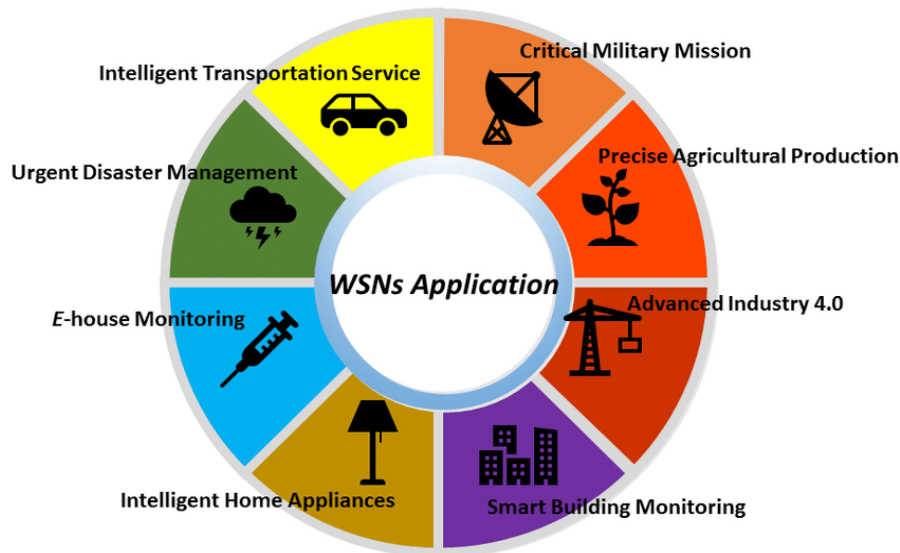 Critical Military Mission
Intelligent Transportation Service
Precise Agricultural Production
Urgent Disaster Management
WSNs Application
Advanced Industry 4.0
E-house Monitoring
Intelligent Home Appliances
Smart Building Monitoring